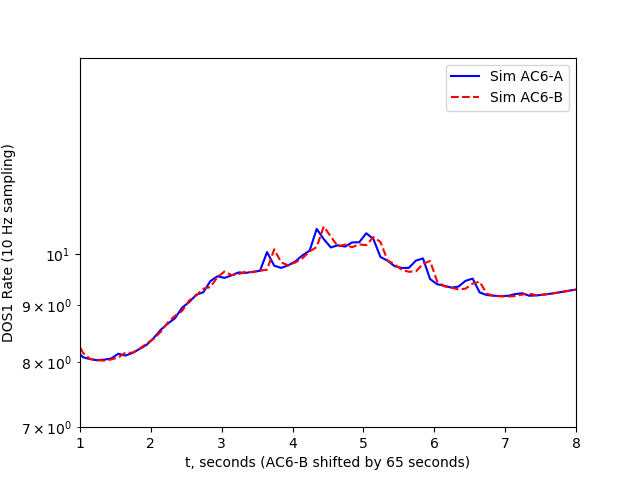 Sim AC6-A
Sim AC6-B
DOS1 Rate (10 Hz sampling)
10¹
9 × 10⁰
8 × 10⁰
7 × 10⁰
1 2 3 4 5 6 7 8
t, seconds (AC6-B shifted by 65 seconds)